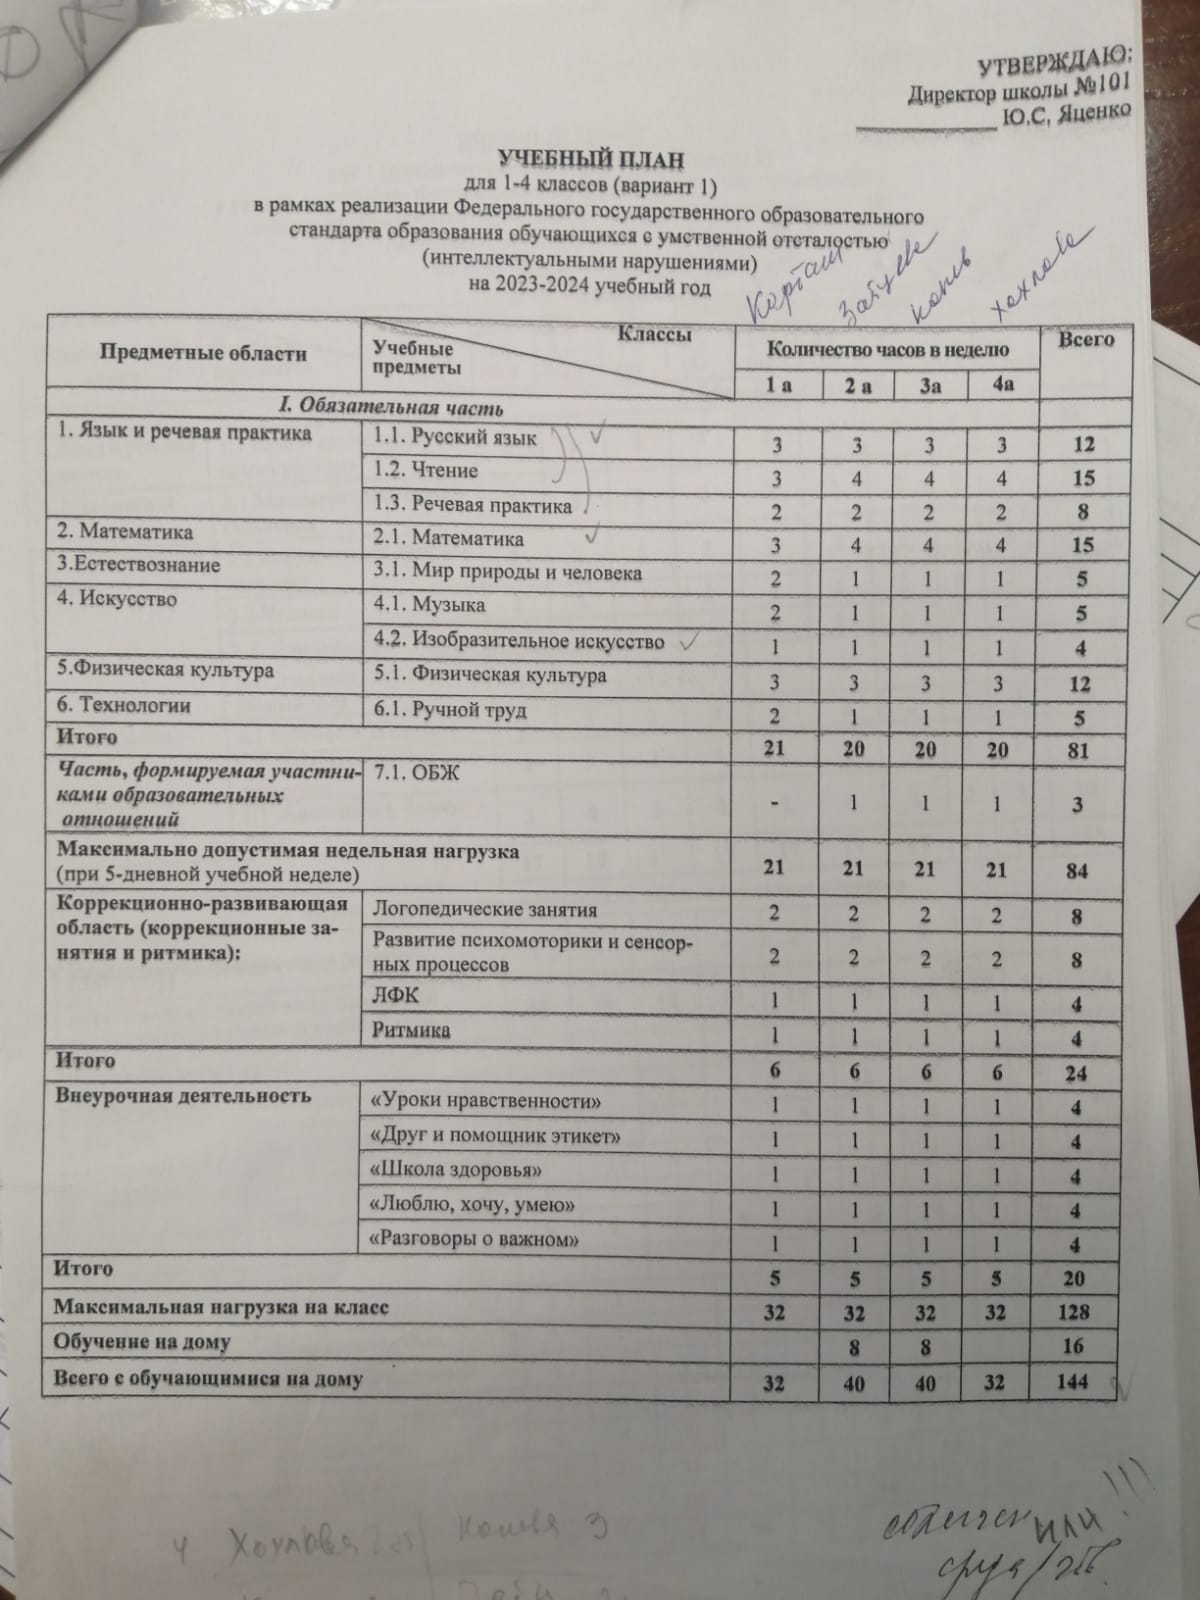 УТВЕРЖДАЮ:
Директор школы №101
____________ Ю.С, Яценко
УЧЕБНЫЙ ПЛАН
для 1-4 классов (вариант 1)
в рамках реализации Федерального государственного образовательного
стандарта образования обучающихся с умственной отсталостью
(интеллектуальными нарушениями)
на 2023-2024 учебный год
хохлова
Предметные области Учебные предметы Классы Количество часов в неделю Всего
1 а 2 а 3а 4а
I. Обязательная часть
1. Язык и речевая практика 1.1. Русский язык 3 3 3 3 12
1.2. Чтение 3 4 4 4 15
1.3. Речевая практика 2 2 2 2 8
2. Математика 2.1. Математика 3 4 4 4 15
3.Естествознание 3.1. Мир природы и человека 2 1 1 1 5
4. Искусство 4.1. Музыка 2 1 1 1 5
4.2. Изобразительное искусство 1 1 1 1 4
5.Физическая культура 5.1. Физическая культура 3 3 3 3 12
6. Технологии 6.1. Ручной труд 2 1 1 1 5
Итого 21 20 20 20 81
Часть, формируемая участни-
ками образовательных
отношений 7.1. ОБЖ - 1 1 1 3
Максимально допустимая недельная нагрузка
(при 5-дневной учебной неделе) 21 21 21 21 84
Коррекционно-развивающая
область (коррекционные за-
нятия и ритмика):
Логопедические занятия 2 2 2 2 8
Развитие психомоторики и сенсор-
ных процессов 2 2 2 2 8
ЛФК 1 1 1 1 4
Ритмика 1 1 1 1 4
Итого 6 6 6 6 24
Внеурочная деятельность «Уроки нравственности» 1 1 1 1 4
«Друг и помощник этикет» 1 1 1 1 4
«Школа здоровья» 1 1 1 1 4
«Люблю, хочу, умею» 1 1 1 1 4
«Разговоры о важном» 1 1 1 1 4
Итого 5 5 5 5 20
Максимальная нагрузка на класс 32 32 32 32 128
Обучение на дому 8 8 16
Всего с обучающимися на дому 32 40 40 32 144
4 Хохлова